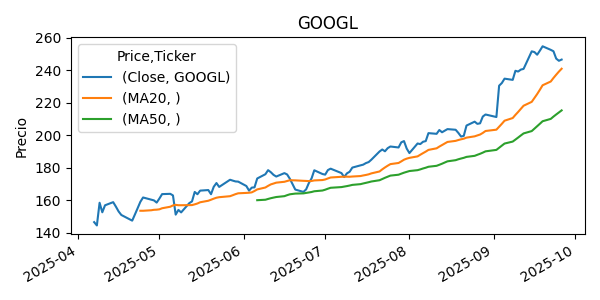 GOOGL
Price,Ticker
(Close, GOOGL)
(MA20, )
(MA50, )
Precio
260
240
220
200
180
160
140
2025-04
2025-05
2025-06
2025-07
2025-08
2025-09
2025-10